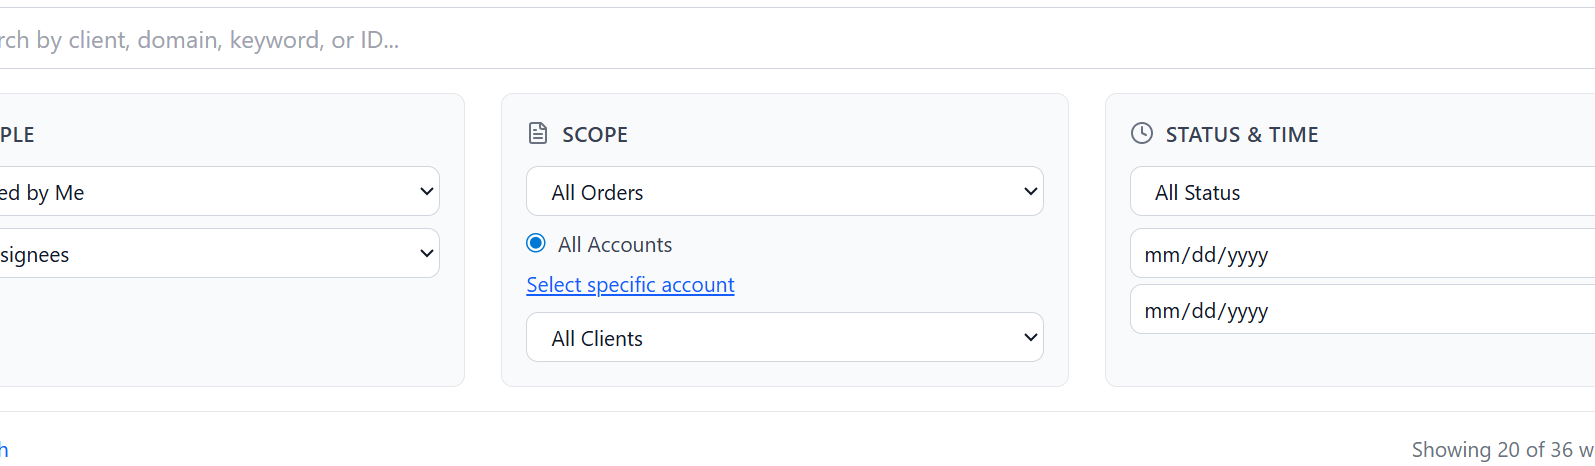 rch by client, domain, keyword, or ID...
PLE
ed by Me
signees
SCOPE
All Orders
All Accounts
Select specific account
All Clients
STATUS & TIME
All Status
mm/dd/yyyy
mm/dd/yyyy
h
Showing 20 of 36 w